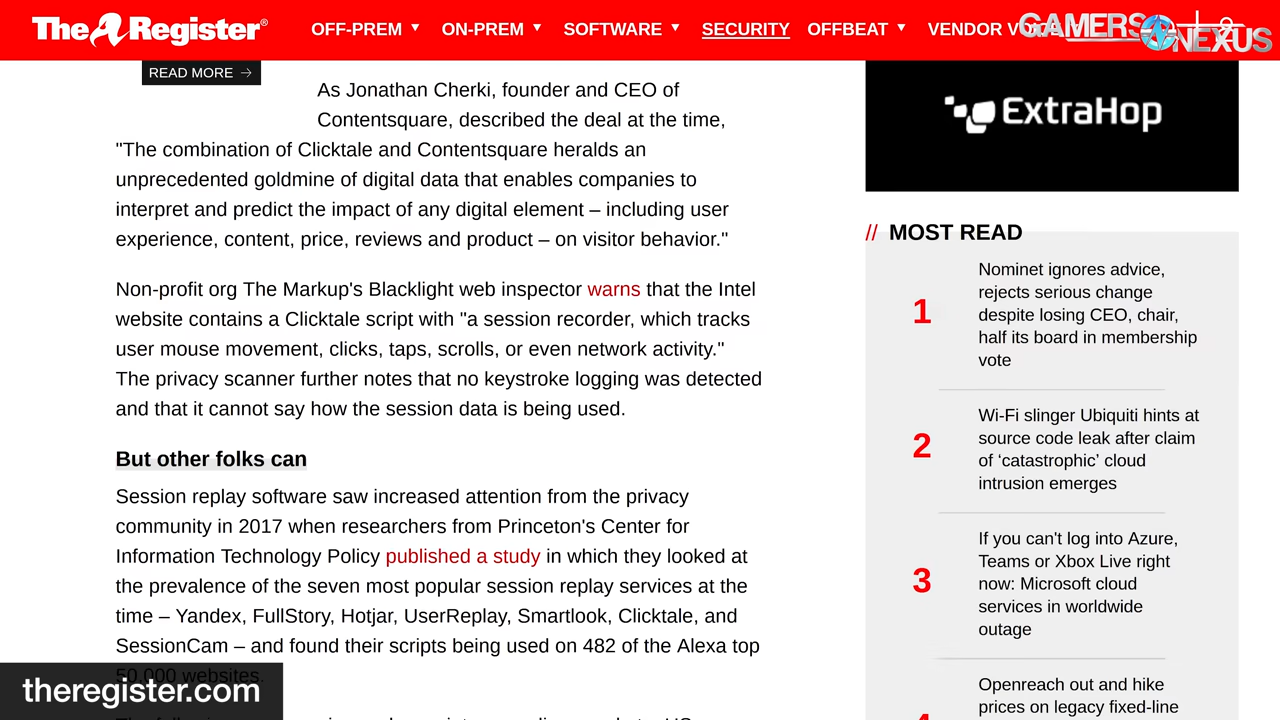 The Register®
OFF-PREM ▼ ON-PREM ▼ SOFTWARE ▼ SECURITY OFFBEAT ▼ VENDOR VOICE
GAMERS NEXUS
READ MORE →
As Jonathan Cherki, founder and CEO of
Contentsquare, described the deal at the time,
"The combination of Clicktale and Contentsquare heralds an
unprecedented goldmine of digital data that enables companies to
interpret and predict the impact of any digital element – including user
experience, content, price, reviews and product – on visitor behavior."
Non-profit org The Markup's Blacklight web inspector warns that the Intel
website contains a Clicktale script with "a session recorder, which tracks
user mouse movement, clicks, taps, scrolls, or even network activity."
The privacy scanner further notes that no keystroke logging was detected
and that it cannot say how the session data is being used.
But other folks can
Session replay software saw increased attention from the privacy
community in 2017 when researchers from Princeton's Center for
Information Technology Policy published a study in which they looked at
the prevalence of the seven most popular session replay services at the
time – Yandex, FullStory, Hotjar, UserReplay, Smartlook, Clicktale, and
SessionCam – and found their scripts being used on 482 of the Alexa top
50,000 websites.
theregister.com
ExtraHop
// MOST READ
1
Nominet ignores advice,
rejects serious change
despite losing CEO, chair,
half its board in membership
vote
2
Wi-Fi slinger Ubiquiti hints at
source code leak after claim
of ‘catastrophic’ cloud
intrusion emerges
3
If you can't log into Azure,
Teams or Xbox Live right
now: Microsoft cloud
services in worldwide
outage
4
Openreach out and hike
prices on legacy fixed-line